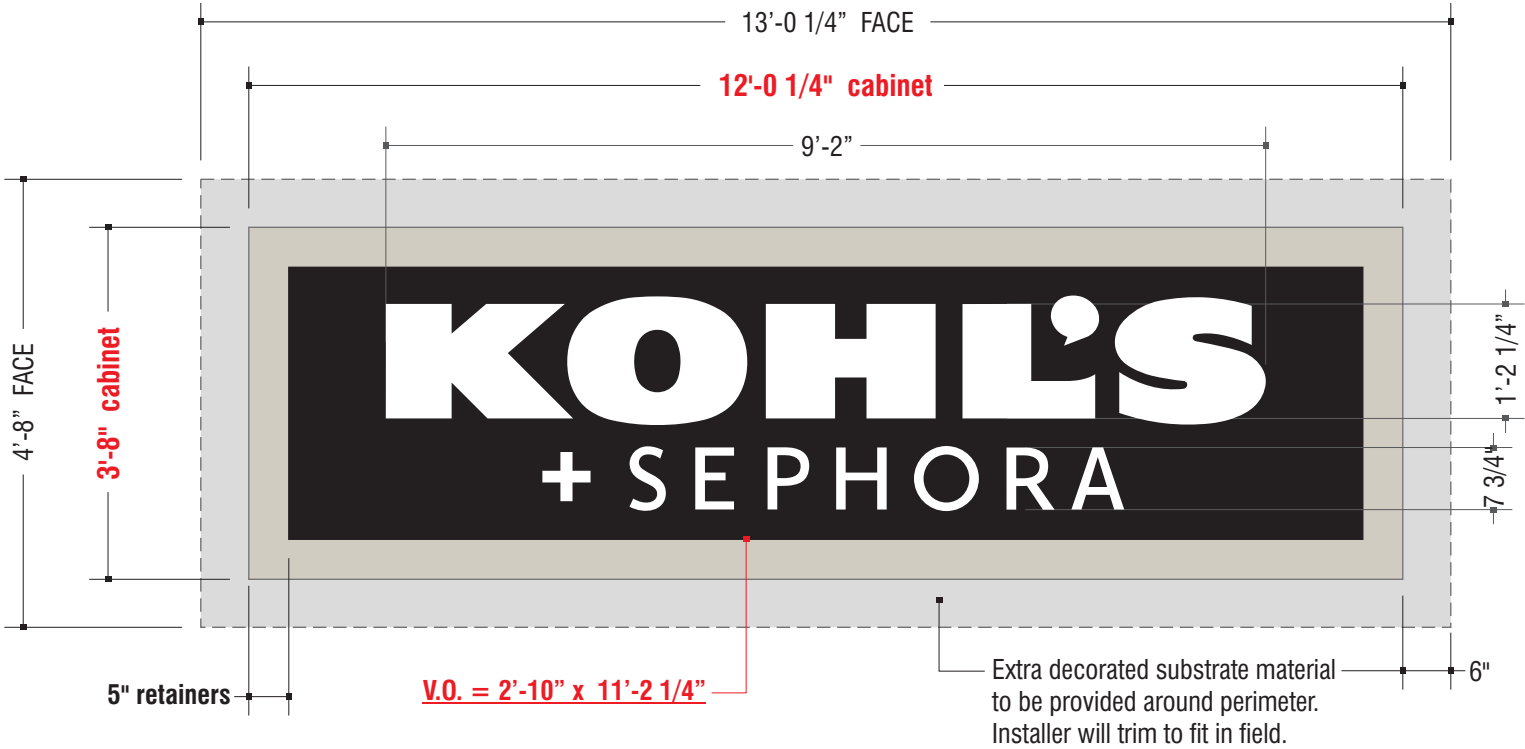 13’-0 1/4” FACE
12'-0 1/4" cabinet
9’-2”
4’-8” FACE
3'-8" cabinet
KOHL'S
+ SEPHORA
1’-2 1/4”
7 3/4"
5" retainers
V.O. = 2’-10” x 11’-2 1/4”
Extra decorated substrate material
to be provided around perimeter.
Installer will trim to fit in field.
6"